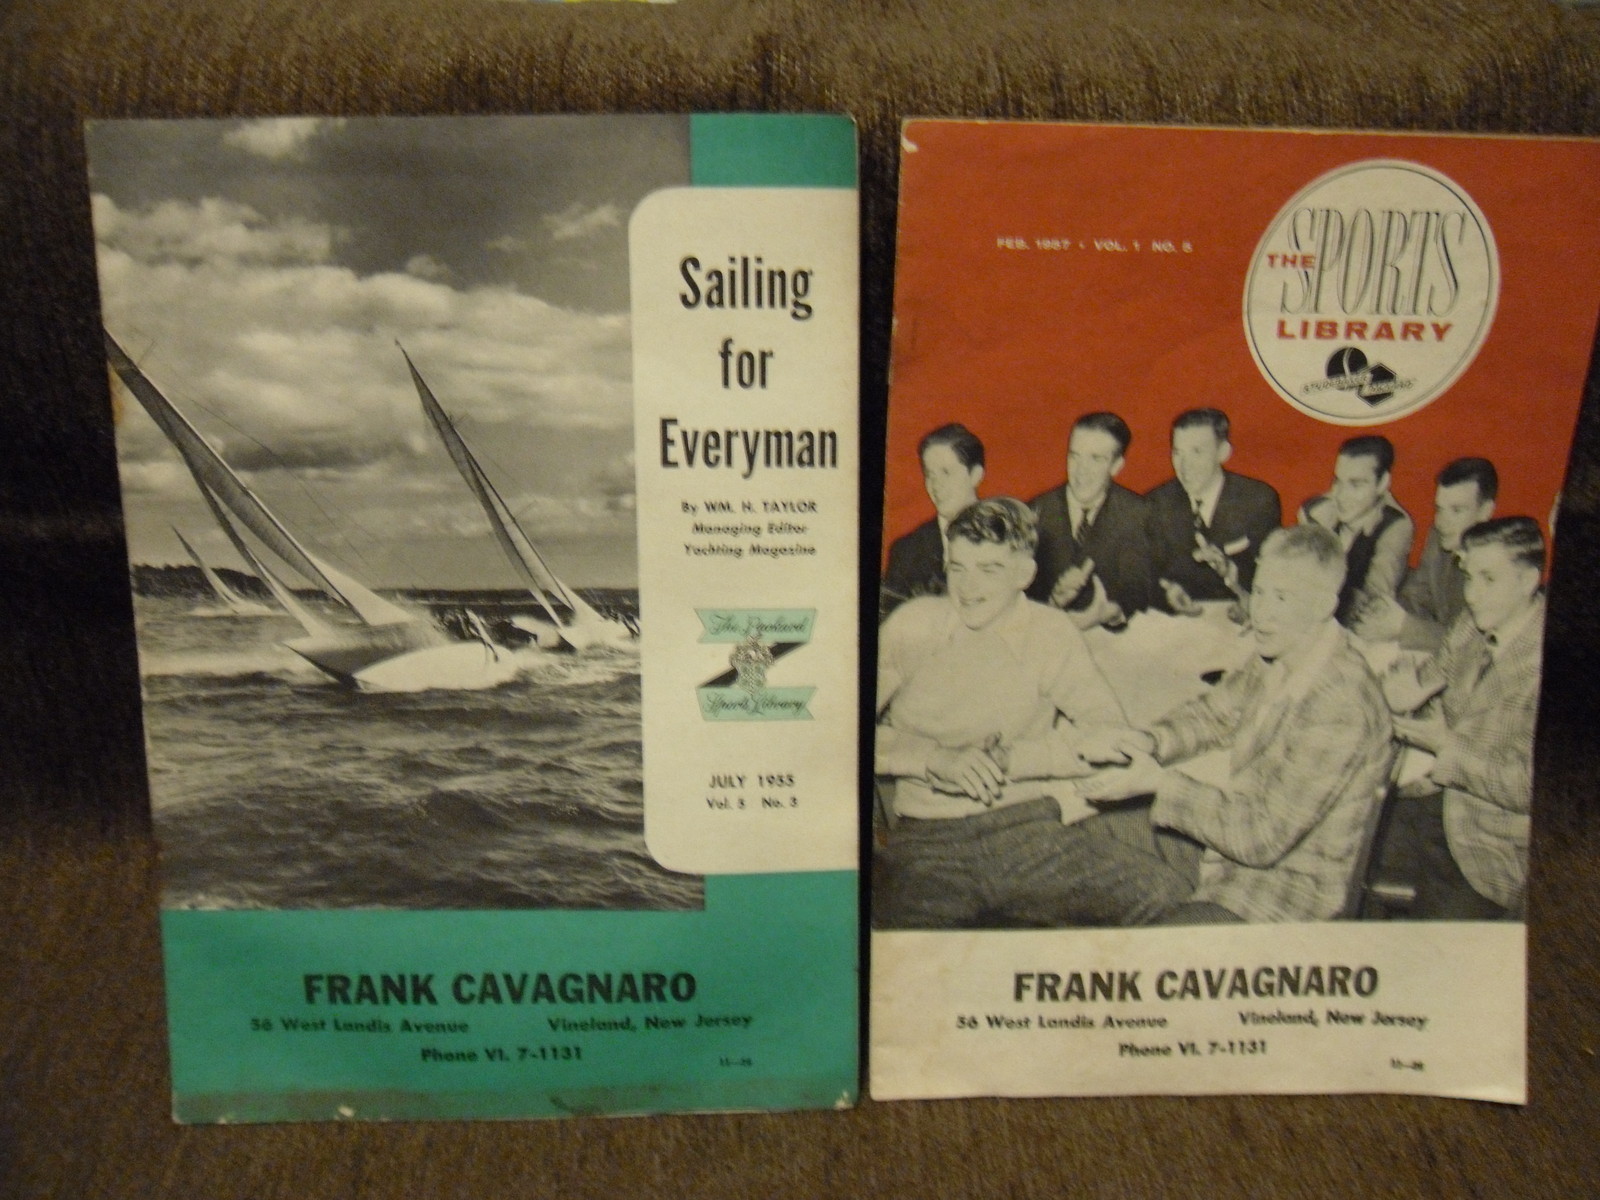 Sailing
for
Everyman
By WM. H. TAYLOR
Managing Editor
Yachting Magazine
The Packard
Sports Library
JULY 1955
Vol. 5 No. 3
FRANK CAVAGNARO
56 West Landis Avenue Vineland, New Jersey
Phone VI. 7-1131
FEB. 1957 • VOL. 1 NO. 5
THE SPORTS
LIBRARY
FRANK CAVAGNARO
56 West Landis Avenue Vineland, New Jersey
Phone VI. 7-1131